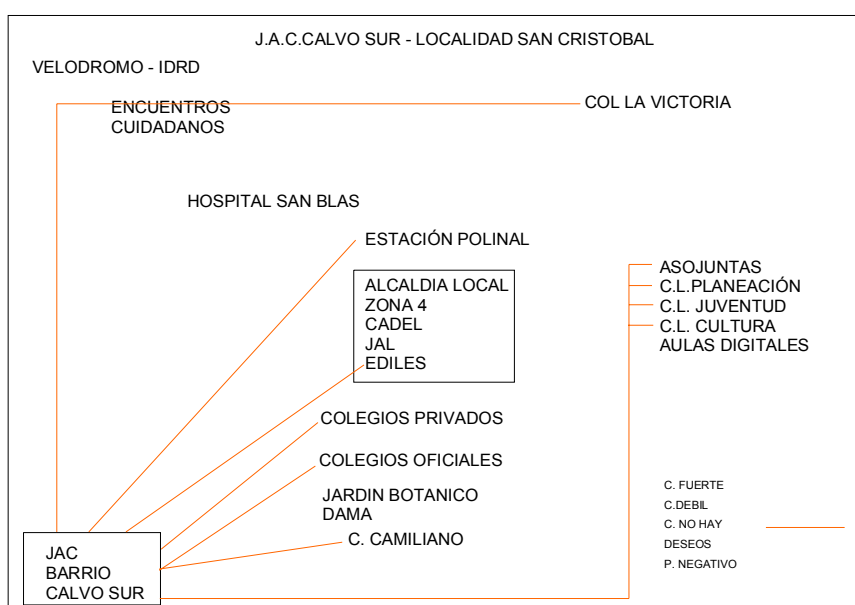 J.A.C.CALVO SUR - LOCALIDAD SAN CRISTOBAL
VELODROMO - IDRD
ENCUENTROS
CUIDADANOS
COL LA VICTORIA
HOSPITAL SAN BLAS
ESTACIÓN POLINAL
ALCALDIA LOCAL
ZONA 4
CADEL
JAL
EDILES
ASOJUNTAS
C.L.PLANEACIÓN
C.L. JUVENTUD
C.L. CULTURA
AULAS DIGITALES
COLEGIOS PRIVADOS
COLEGIOS OFICIALES
JARDIN BOTANICO
DAMA
C. CAMILIANO
C. FUERTE
C.DEBIL
C. NO HAY
DESEOS
P. NEGATIVO
JAC
BARRIO
CALVO SUR